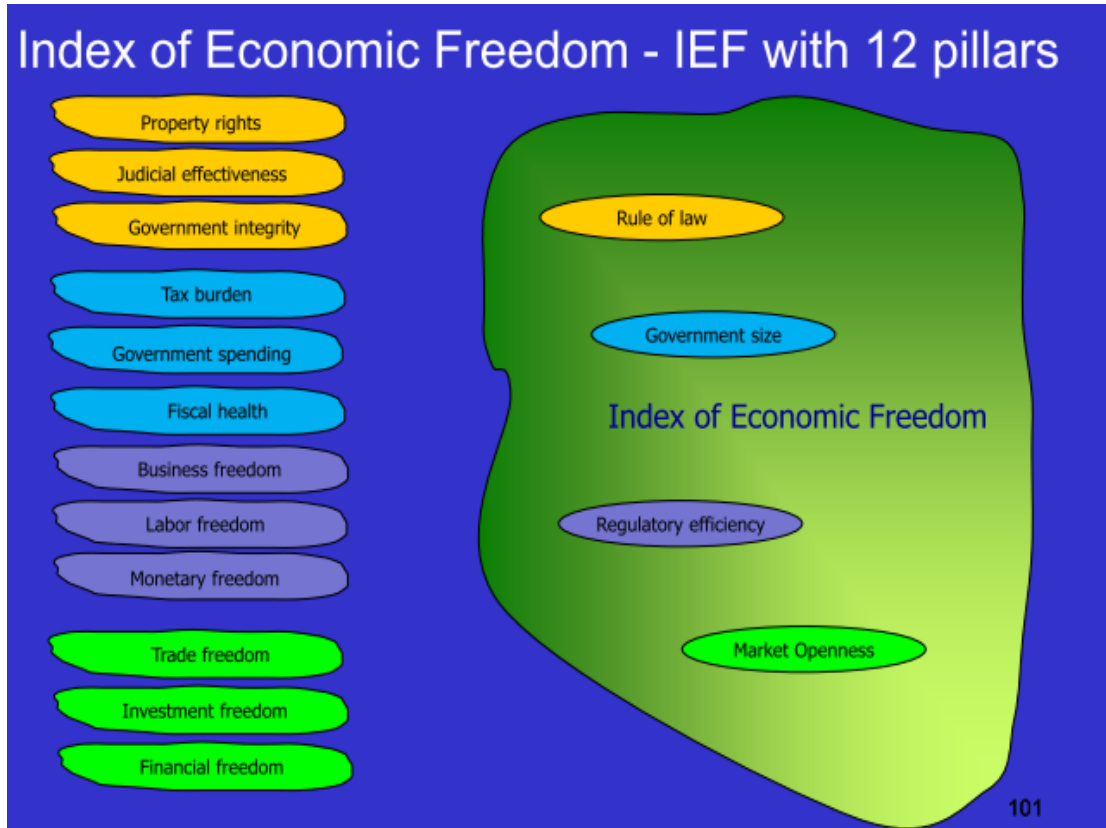 Index of Economic Freedom - IEF with 12 pillars
Property rights
Judicial effectiveness
Government integrity
Tax burden
Government spending
Fiscal health
Business freedom
Labor freedom
Monetary freedom
Trade freedom
Investment freedom
Financial freedom
Rule of law
Government size
Index of Economic Freedom
Regulatory efficiency
Market Openness
101